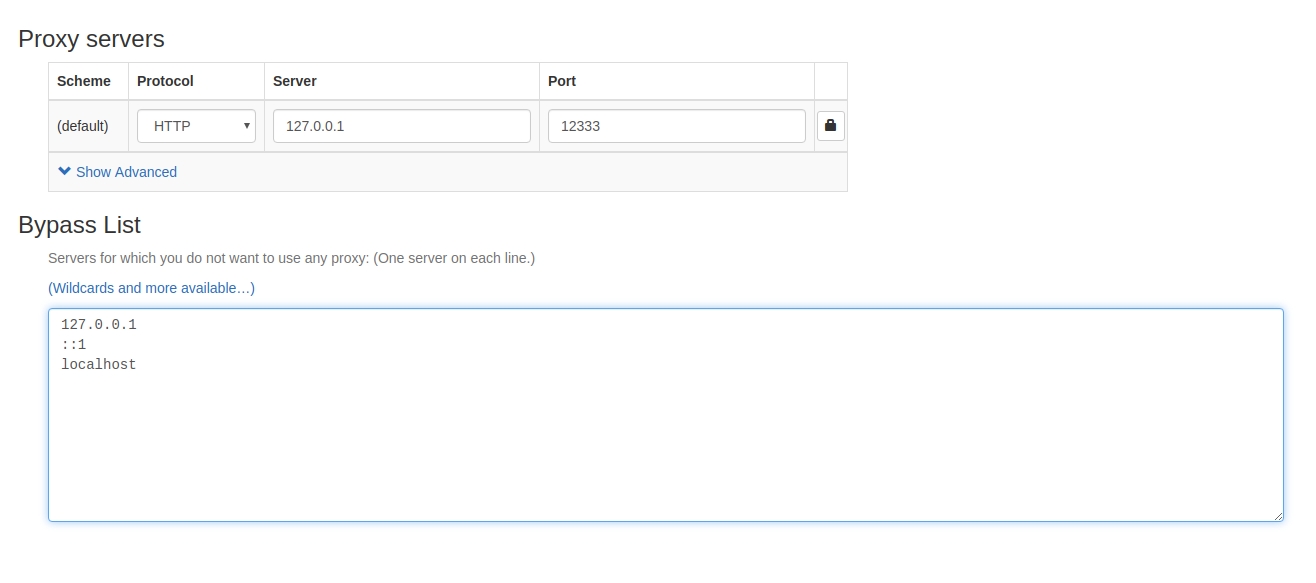 Proxy servers
Scheme Protocol Server Port
(default) HTTP 127.0.0.1 12333
Show Advanced
Bypass List
Servers for which you do not want to use any proxy: (One server on each line.)
(Wildcards and more available…)
127.0.0.1
::1
localhost